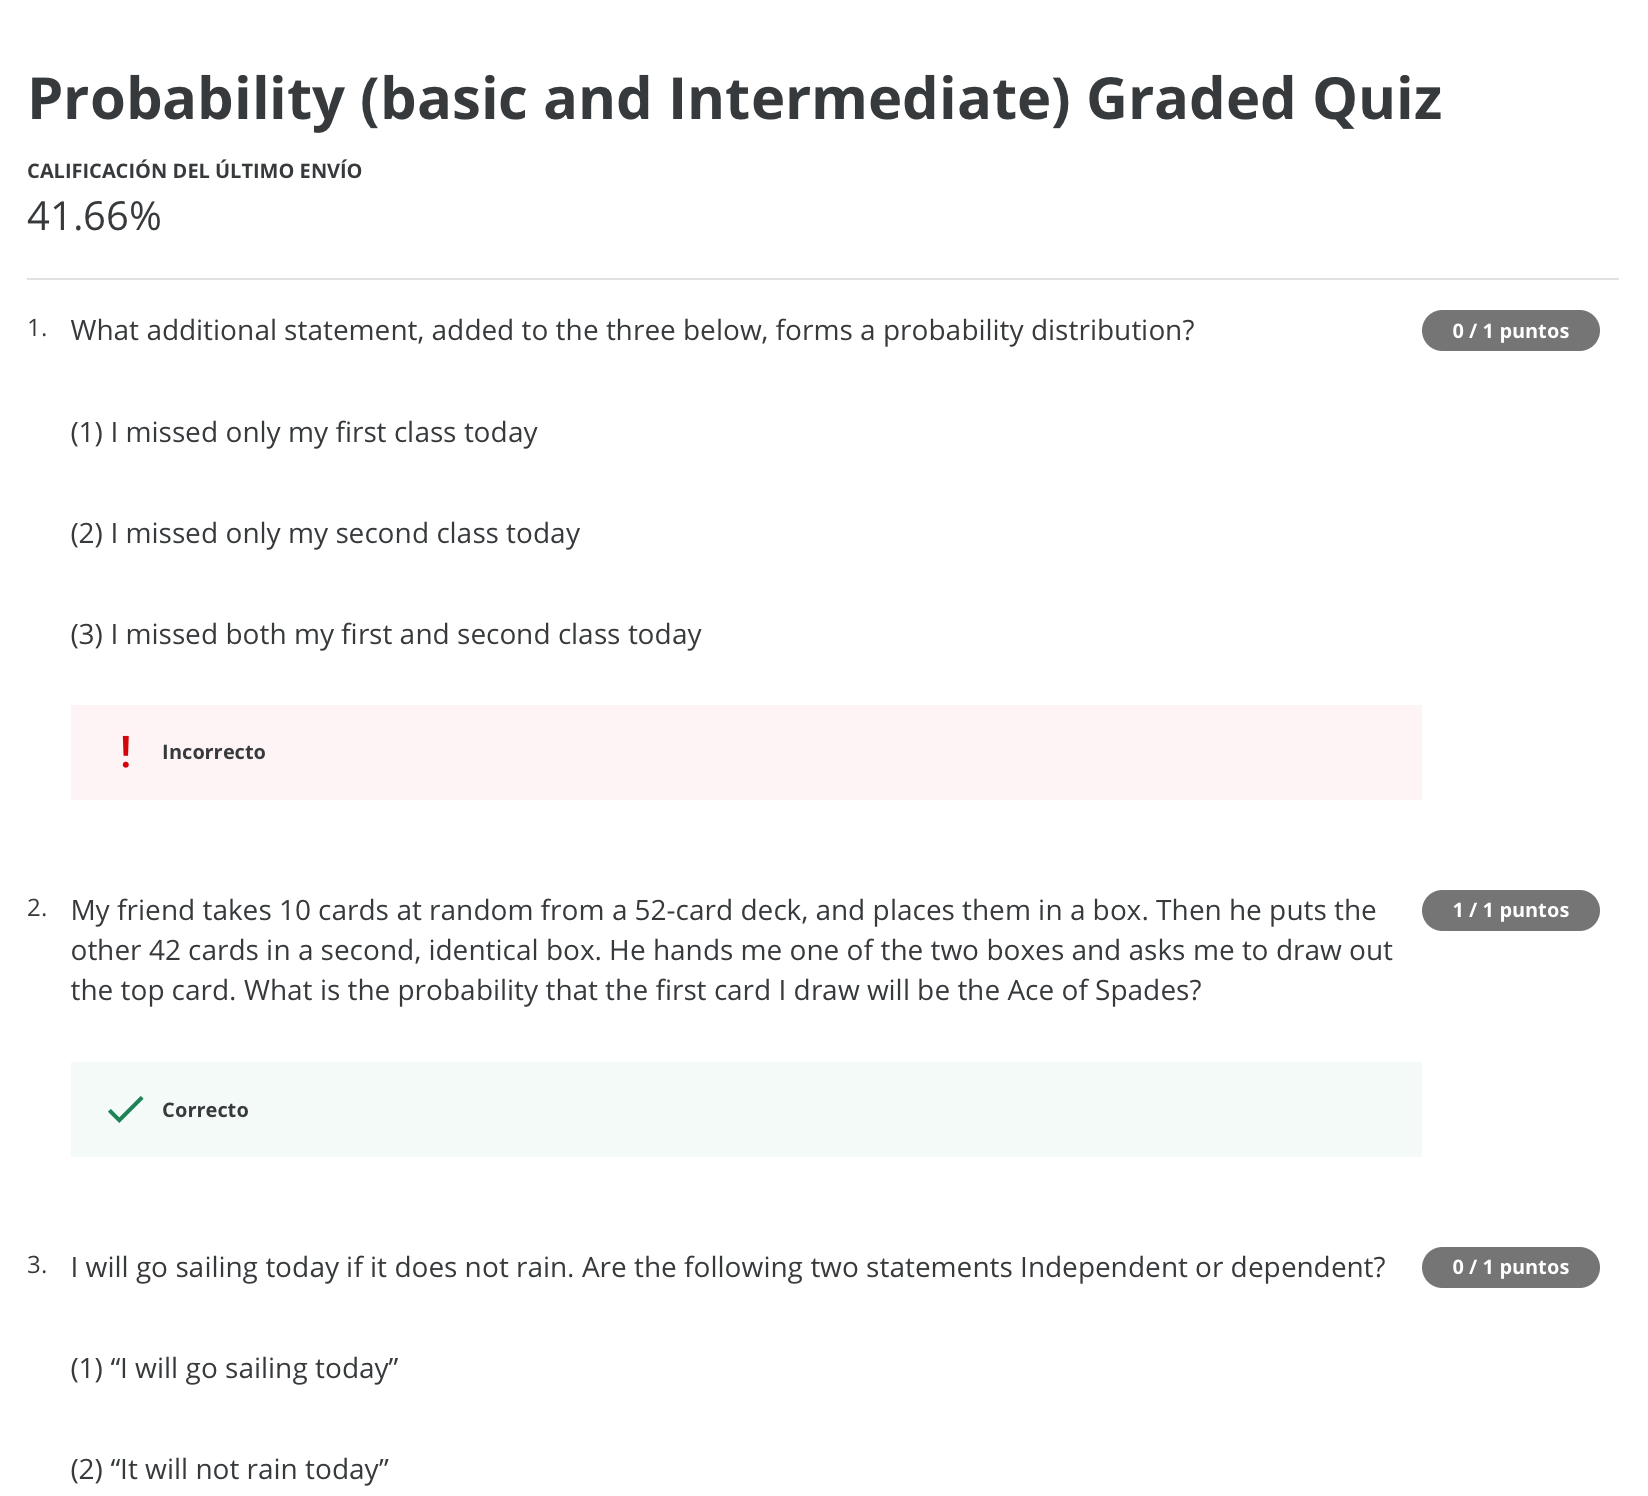 Probability (basic and Intermediate) Graded Quiz
CALIFICACIÓN DEL ÚLTIMO ENVÍO
41.66%
1. What additional statement, added to the three below, forms a probability distribution?
0 / 1 puntos
(1) I missed only my first class today
(2) I missed only my second class today
(3) I missed both my first and second class today
! Incorrecto
2. My friend takes 10 cards at random from a 52-card deck, and places them in a box. Then he puts the
1 / 1 puntos
other 42 cards in a second, identical box. He hands me one of the two boxes and asks me to draw out
the top card. What is the probability that the first card I draw will be the Ace of Spades?
Correcto
3. I will go sailing today if it does not rain. Are the following two statements Independent or dependent?
0 / 1 puntos
(1) “I will go sailing today”
(2) “It will not rain today”